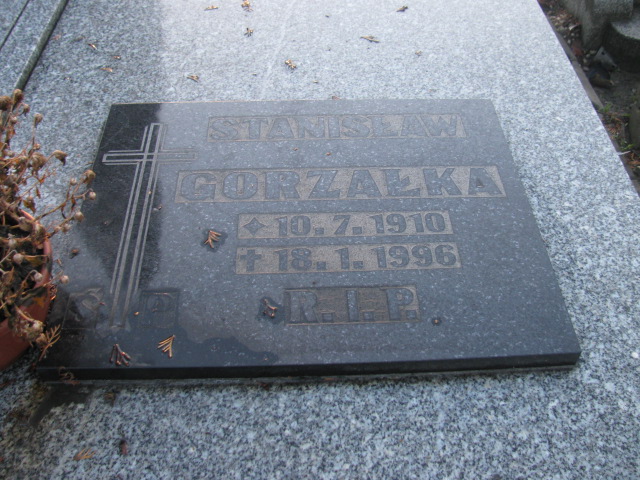 STANISŁAW
GORZAŁKA
10. 7. 1910
† 18. 1. 1996
Ś P
R. I. P.